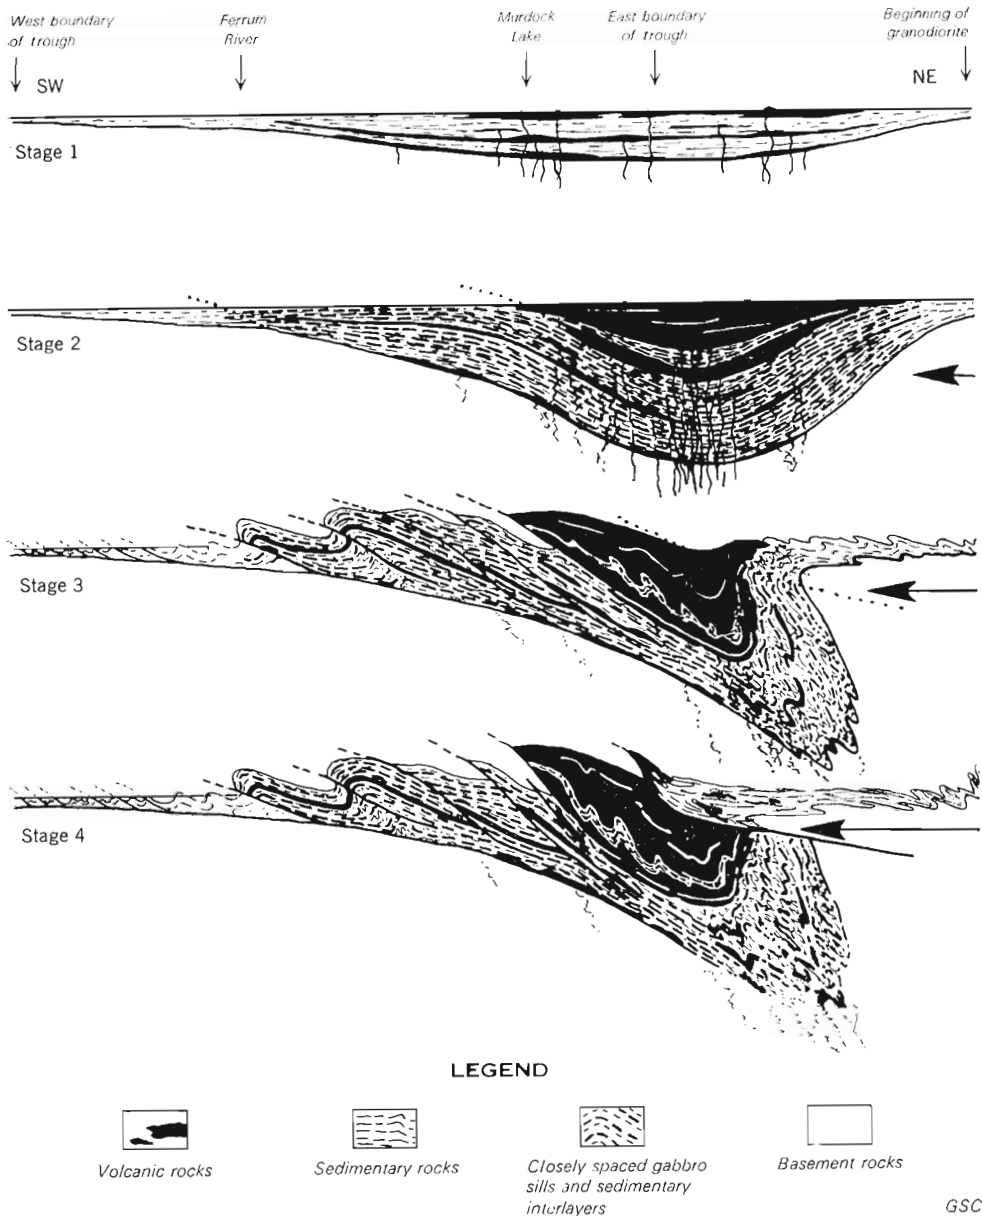 West boundary
of trough
Ferrum
River
Murdock
Lake
East boundary
of trough
Beginning of
granodiorite
SW
NE
Stage 1
Stage 2
Stage 3
Stage 4
LEGEND
Volcanic rocks
Sedimentary rocks
Closely spaced gabbro
sills and sedimentary
interlayers
Basement rocks
GSC